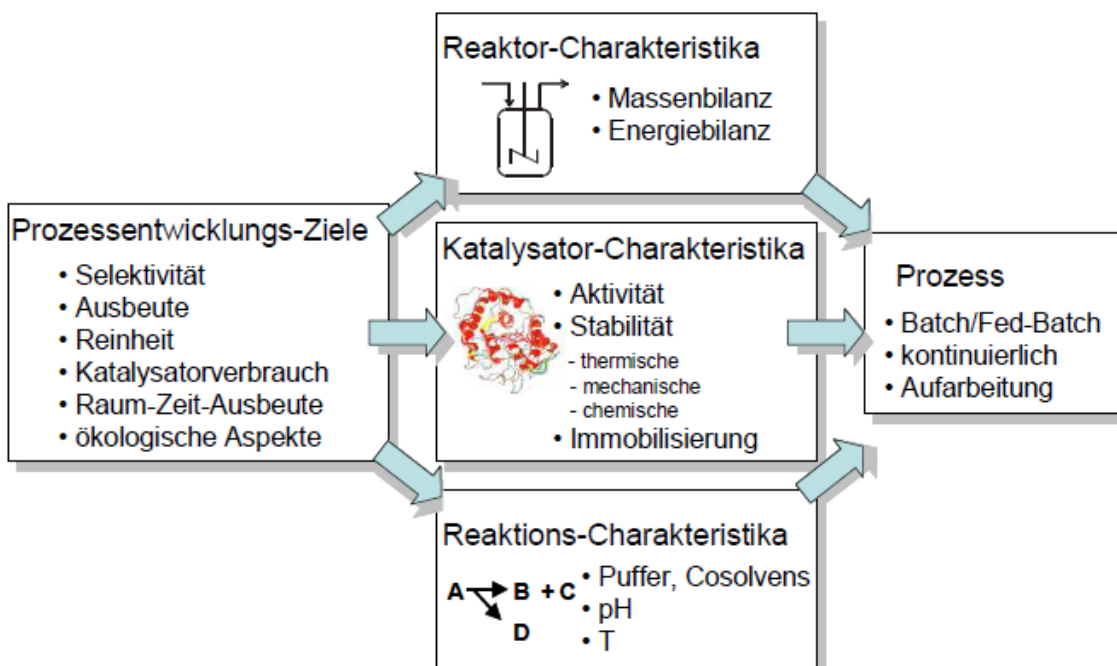 Reaktor-Charakteristika
• Massenbilanz
• Energiebilanz
Prozessentwicklungs-Ziele
• Selektivität
• Ausbeute
• Reinheit
• Katalysatorverbrauch
• Raum-Zeit-Ausbeute
• ökologische Aspekte
Katalysator-Charakteristika
• Aktivität
• Stabilität
- thermische
- mechanische
- chemische
• Immobilisierung
Prozess
• Batch/Fed-Batch
• kontinuierlich
• Aufarbeitung
Reaktions-Charakteristika
A B + C
D
• Puffer, Cosolvens
• pH
• T